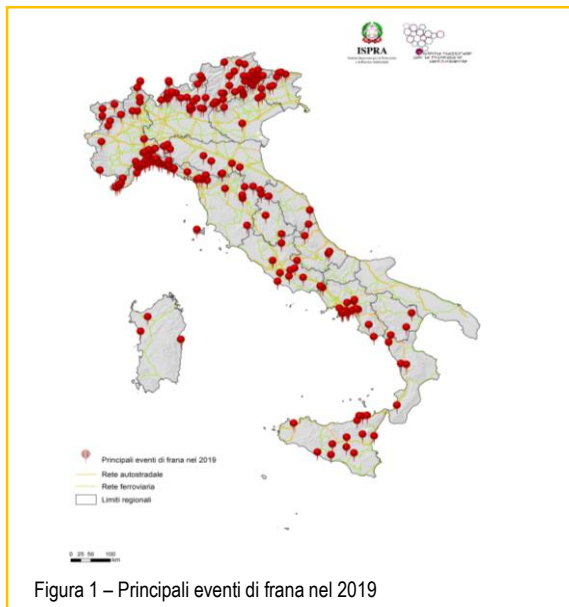 ISPRA
Principali eventi di frana nel 2019
Rete autostradale
Rete ferroviaria
Limiti regionali
0 25 50 100
km
Figura 1 – Principali eventi di frana nel 2019